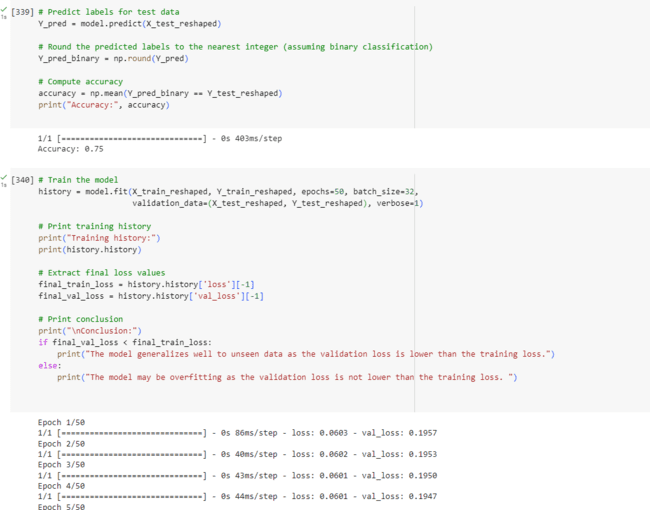 [339] # Predict labels for test data
1s
Y_pred = model.predict(X_test_reshaped)
# Round the predicted labels to the nearest integer (assuming binary classification)
Y_pred_binary = np.round(Y_pred)
# Compute accuracy
accuracy = np.mean(Y_pred_binary == Y_test_reshaped)
print("Accuracy:", accuracy)
1/1 [==============================] - 0s 403ms/step
Accuracy: 0.75
[340] # Train the model
1s
history = model.fit(X_train_reshaped, Y_train_reshaped, epochs=50, batch_size=32,
validation_data=(X_test_reshaped, Y_test_reshaped), verbose=1)
# Print training history
print("Training history:")
print(history.history)
# Extract final loss values
final_train_loss = history.history['loss'][-1]
final_val_loss = history.history['val_loss'][-1]
# Print conclusion
print("\nConclusion:")
if final_val_loss < final_train_loss:
print("The model generalizes well to unseen data as the validation loss is lower than the training loss.")
else:
print("The model may be overfitting as the validation loss is not lower than the training loss. ")
Epoch 1/50
1/1 [==============================] - 0s 86ms/step - loss: 0.0603 - val_loss: 0.1957
Epoch 2/50
1/1 [==============================] - 0s 40ms/step - loss: 0.0602 - val_loss: 0.1953
Epoch 3/50
1/1 [==============================] - 0s 43ms/step - loss: 0.0601 - val_loss: 0.1950
Epoch 4/50
1/1 [==============================] - 0s 44ms/step - loss: 0.0601 - val_loss: 0.1947
Epoch 5/50